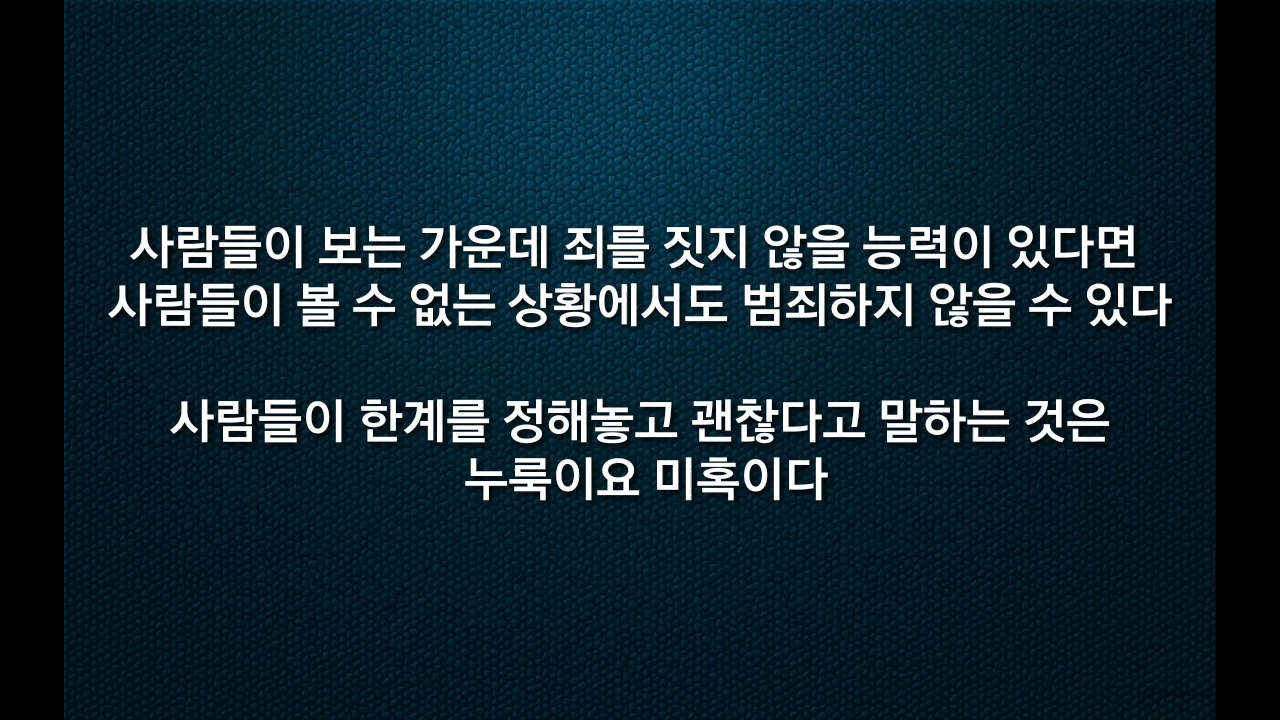 사람들이 보는 가운데 죄를 짓지 않을 능력이 있다면
사람들이 볼 수 없는 상황에서도 범죄하지 않을 수 있다
사람들이 한계를 정해놓고 괜찮다고 말하는 것은
누룩이요 미혹이다